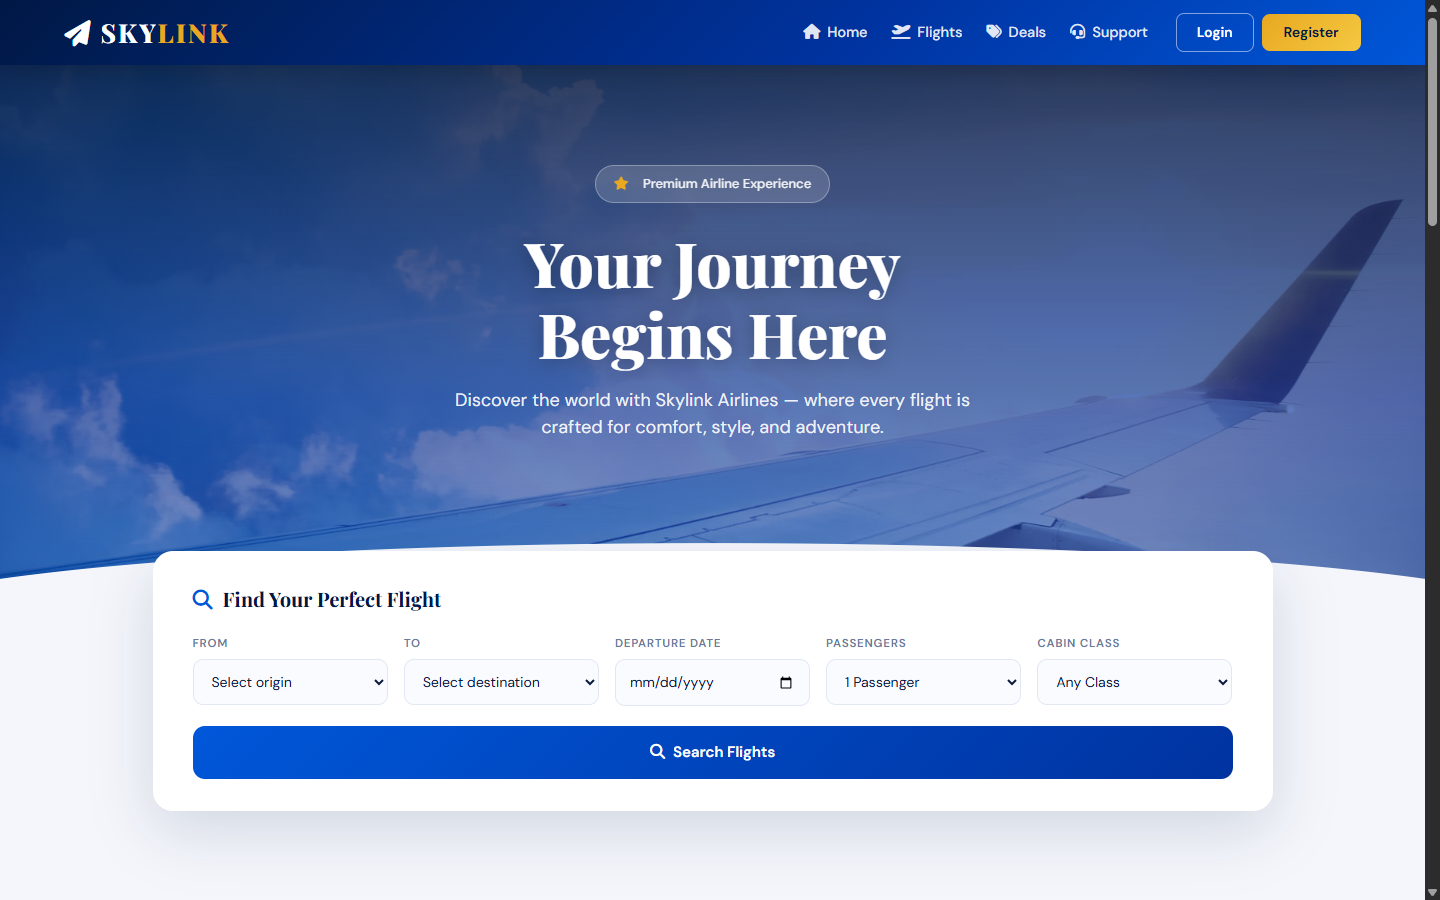 SKYLINK
Home
Flights
Deals
Support
Login
Register
Premium Airline Experience
Your Journey
Begins Here
Discover the world with Skylink Airlines — where every flight is
crafted for comfort, style, and adventure.
Find Your Perfect Flight
FROM
TO
DEPARTURE DATE
PASSENGERS
CABIN CLASS
Select origin
Select destination
mm/dd/yyyy
1 Passenger
Any Class
Search Flights